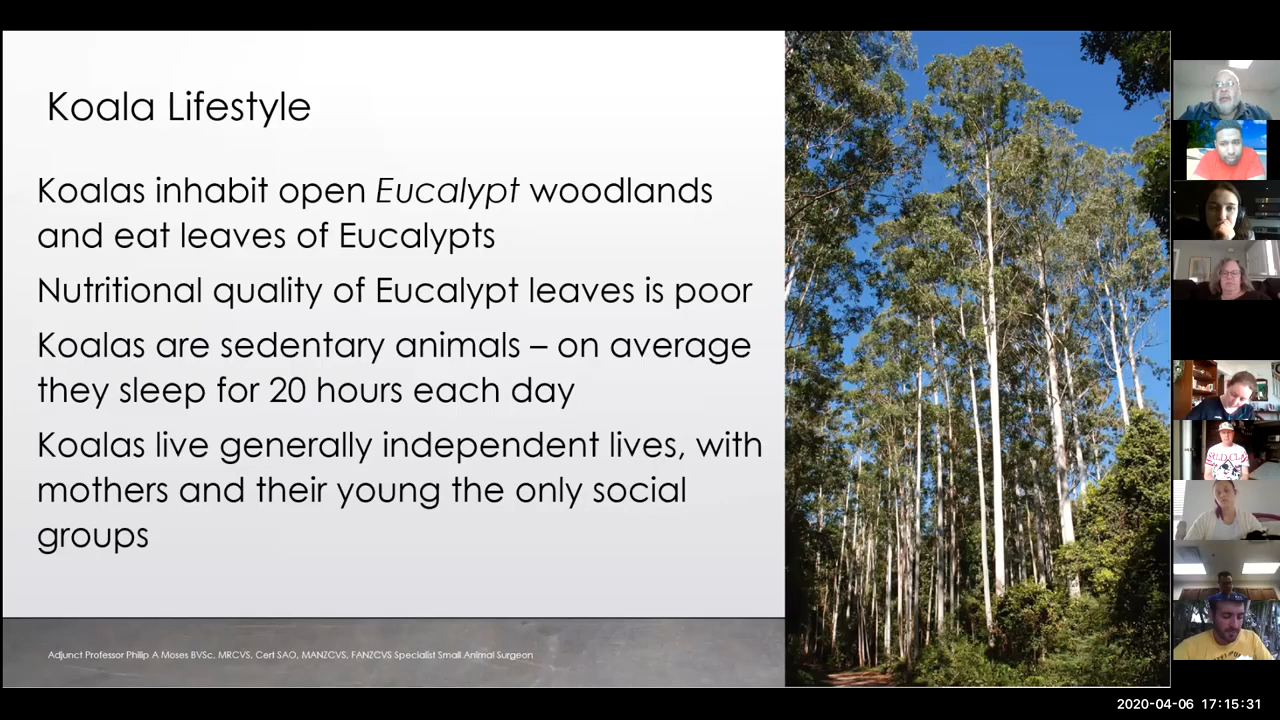 Koala Lifestyle
Koalas inhabit open Eucalypt woodlands
and eat leaves of Eucalypts
Nutritional quality of Eucalypt leaves is poor
Koalas are sedentary animals – on average
they sleep for 20 hours each day
Koalas live generally independent lives, with
mothers and their young the only social
groups
Adjunct Professor Philip A Moses BVSc, MRCVS, Cert SAO, MANZCVS, FANZCVS Specialist Small Animal Surgeon
2020-04-06 17:15:31